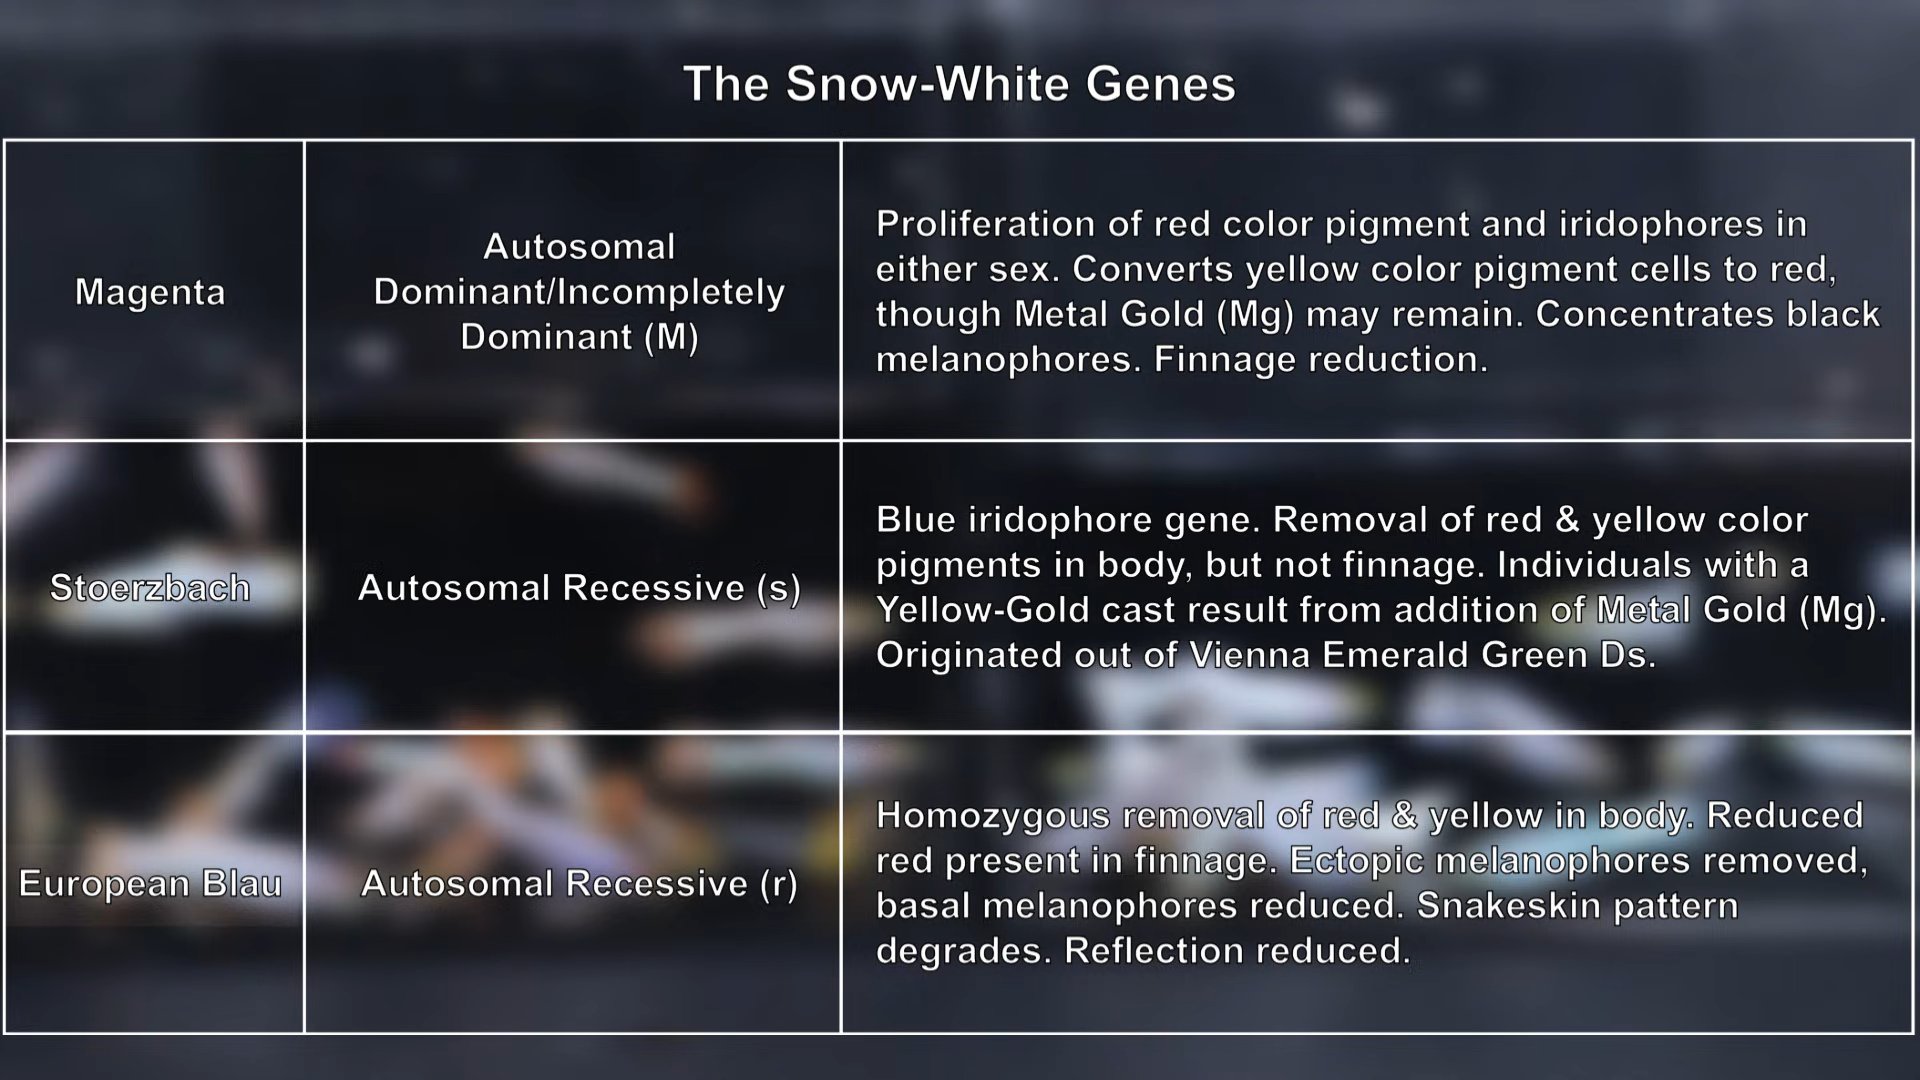 The Snow-White Genes
Magenta
Autosomal
Dominant/Incompletely
Dominant (M)
Proliferation of red color pigment and iridophores in
either sex. Converts yellow color pigment cells to red,
though Metal Gold (Mg) may remain. Concentrates black
melanophores. Finnage reduction.
Stoerzbach
Autosomal Recessive (s)
Blue iridophore gene. Removal of red & yellow color
pigments in body, but not finnage. Individuals with a
Yellow-Gold cast result from addition of Metal Gold (Mg).
Originated out of Vienna Emerald Green Ds.
European Blau
Autosomal Recessive (r)
Homozygous removal of red & yellow in body. Reduced
red present in finnage. Ectopic melanophores removed,
basal melanophores reduced. Snakeskin pattern
degrades. Reflection reduced.